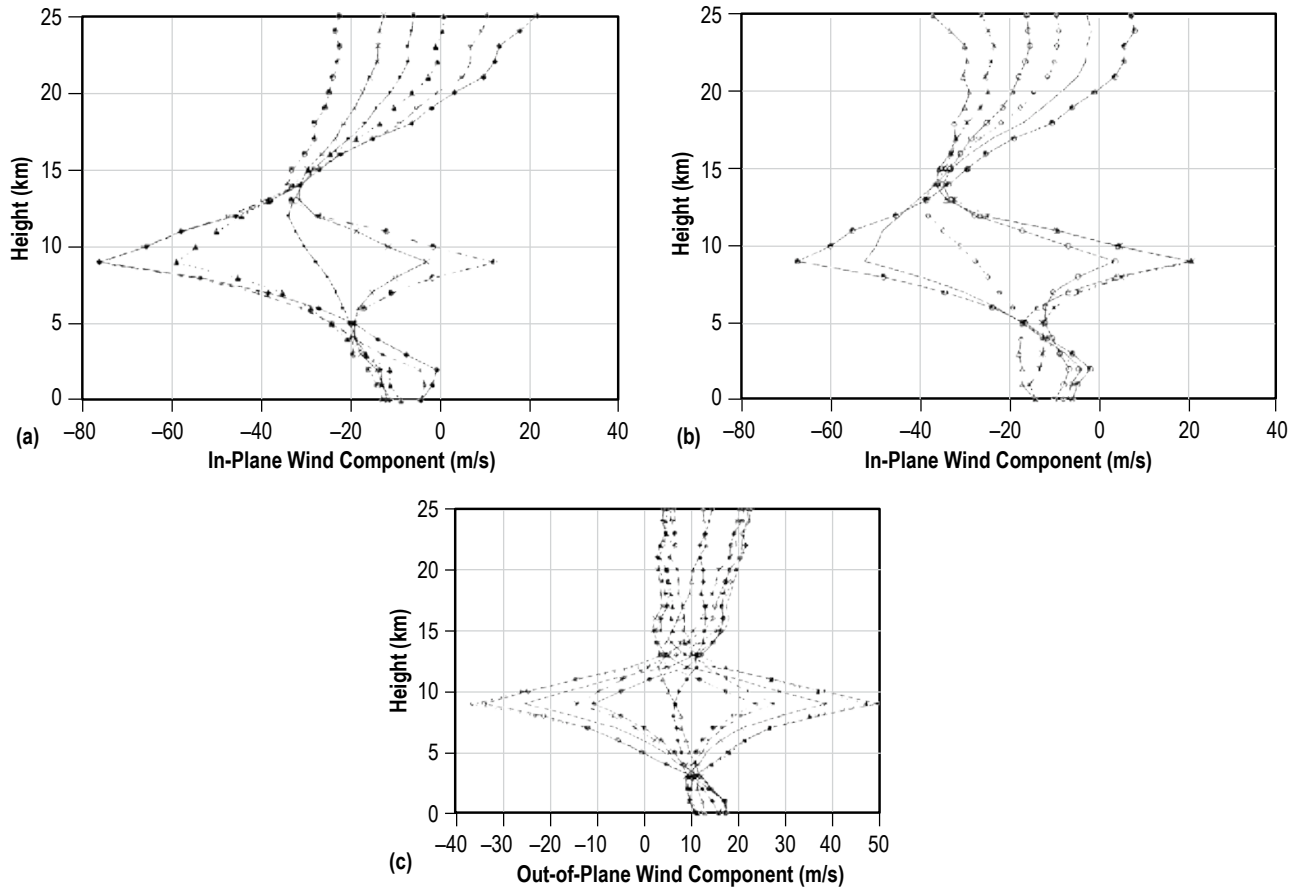 25
20
15
10
5
0
Height (km)
–80 –60 –40 –20 0 20 40
(a)
In-Plane Wind Component (m/s)
25
20
15
10
5
0
Height (km)
–80 –60 –40 –20 0 20 40
(b)
In-Plane Wind Component (m/s)
25
20
15
10
5
0
Height (km)
–40 –30 –20 –10 0 10 20 30 40 50
(c)
Out-of-Plane Wind Component (m/s)